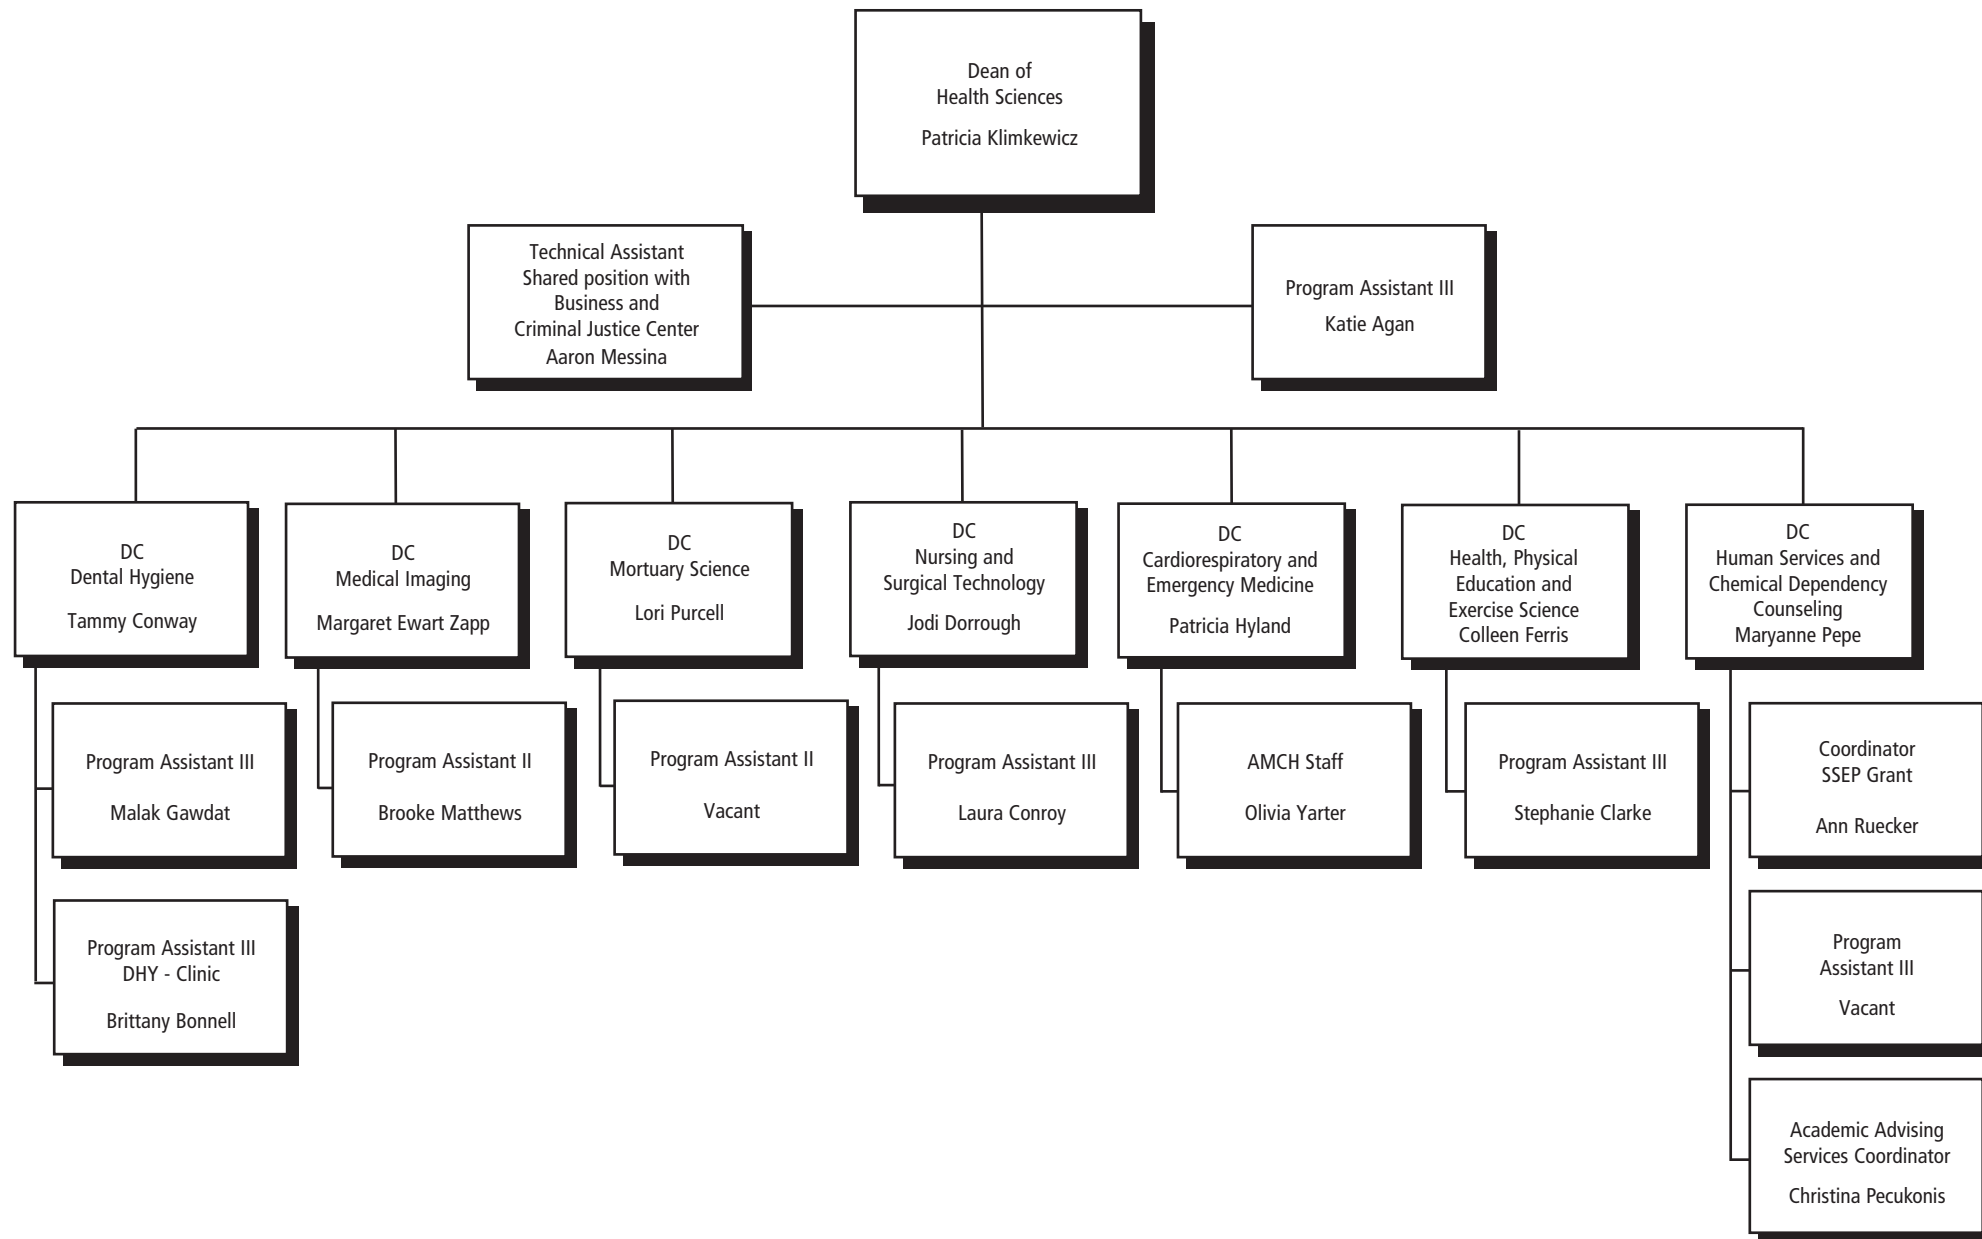 Dean of
Health Sciences
Patricia Klimkewicz
Technical Assistant
Shared position with
Business and
Criminal Justice Center
Aaron Messina
Program Assistant III
Katie Agan
DC
Dental Hygiene
Tammy Conway
DC
Medical Imaging
Margaret Ewart Zapp
DC
Mortuary Science
Lori Purcell
DC
Nursing and
Surgical Technology
Jodi Dorrough
DC
Cardiorespiratory and
Emergency Medicine
Patricia Hyland
DC
Health, Physical
Education and
Exercise Science
Colleen Ferris
DC
Human Services and
Chemical Dependency
Counseling
Maryanne Pepe
Program Assistant III
Malak Gawdat
Program Assistant II
Brooke Matthews
Program Assistant II
Vacant
Program Assistant III
Laura Conroy
AMCH Staff
Olivia Yarter
Program Assistant III
Stephanie Clarke
Coordinator
SSEP Grant
Ann Ruecker
Program Assistant III
DHY - Clinic
Brittany Bonnell
Program
Assistant III
Vacant
Academic Advising
Services Coordinator
Christina Pecukonis